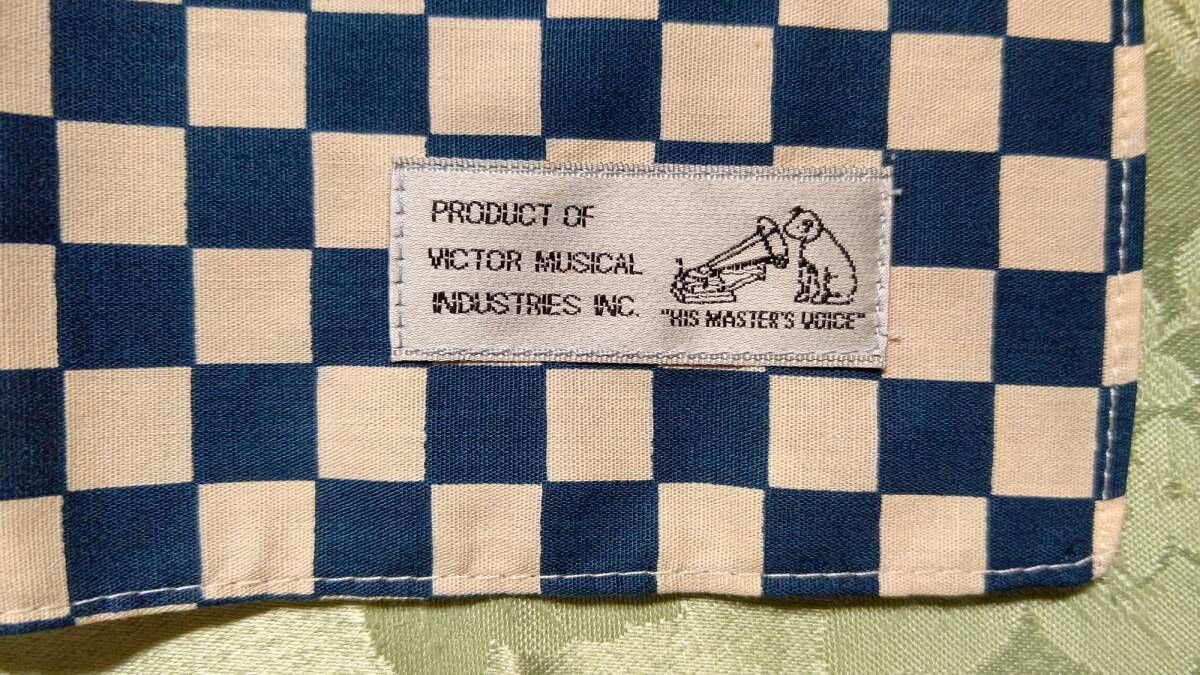 PRODUCT OF
VICTOR MUSICAL
INDUSTRIES INC.
"HIS MASTER'S VOICE"